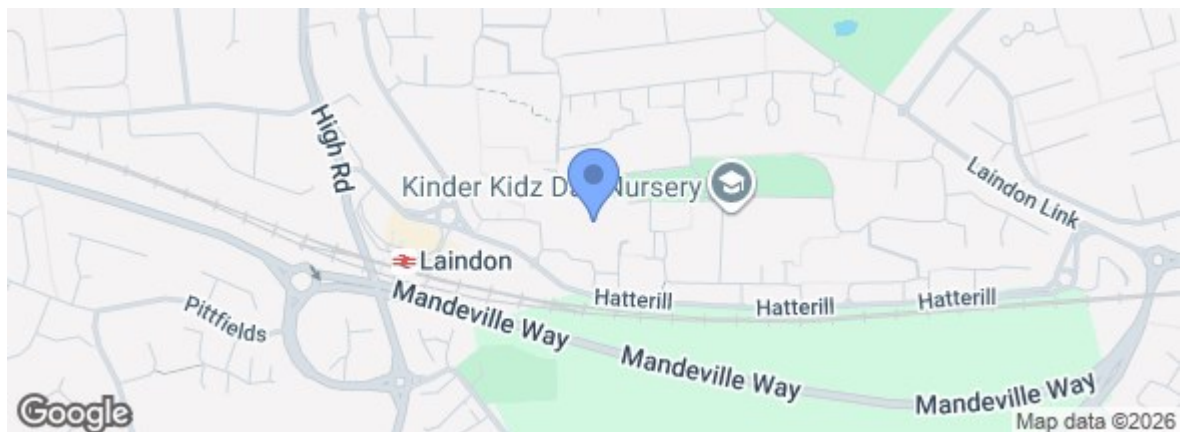 High Rd
Kinder Kidz Da Nursery
Laindon Link
Laindon
Hatterill
Hatterill
Hatterill
Pittfields
Mandeville Way
Mandeville Way
Mandeville Way
Google
Map data ©2026